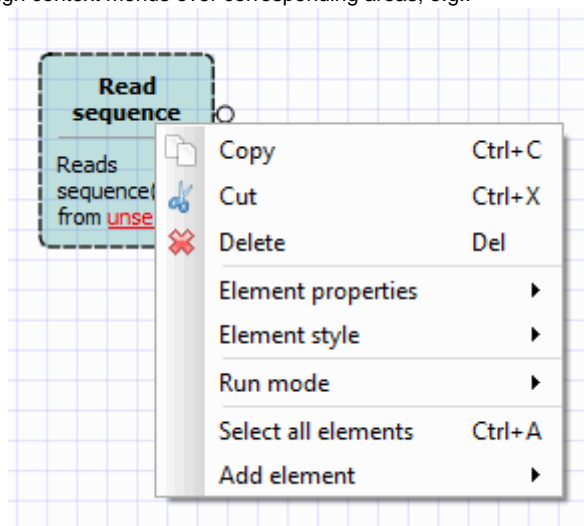 context menus over corresponding areas, e.g.:
Read
sequence
Reads
sequence(
from unse
Copy Ctrl+C
Cut Ctrl+X
Delete Del
Element properties
Element style
Run mode
Select all elements Ctrl+A
Add element